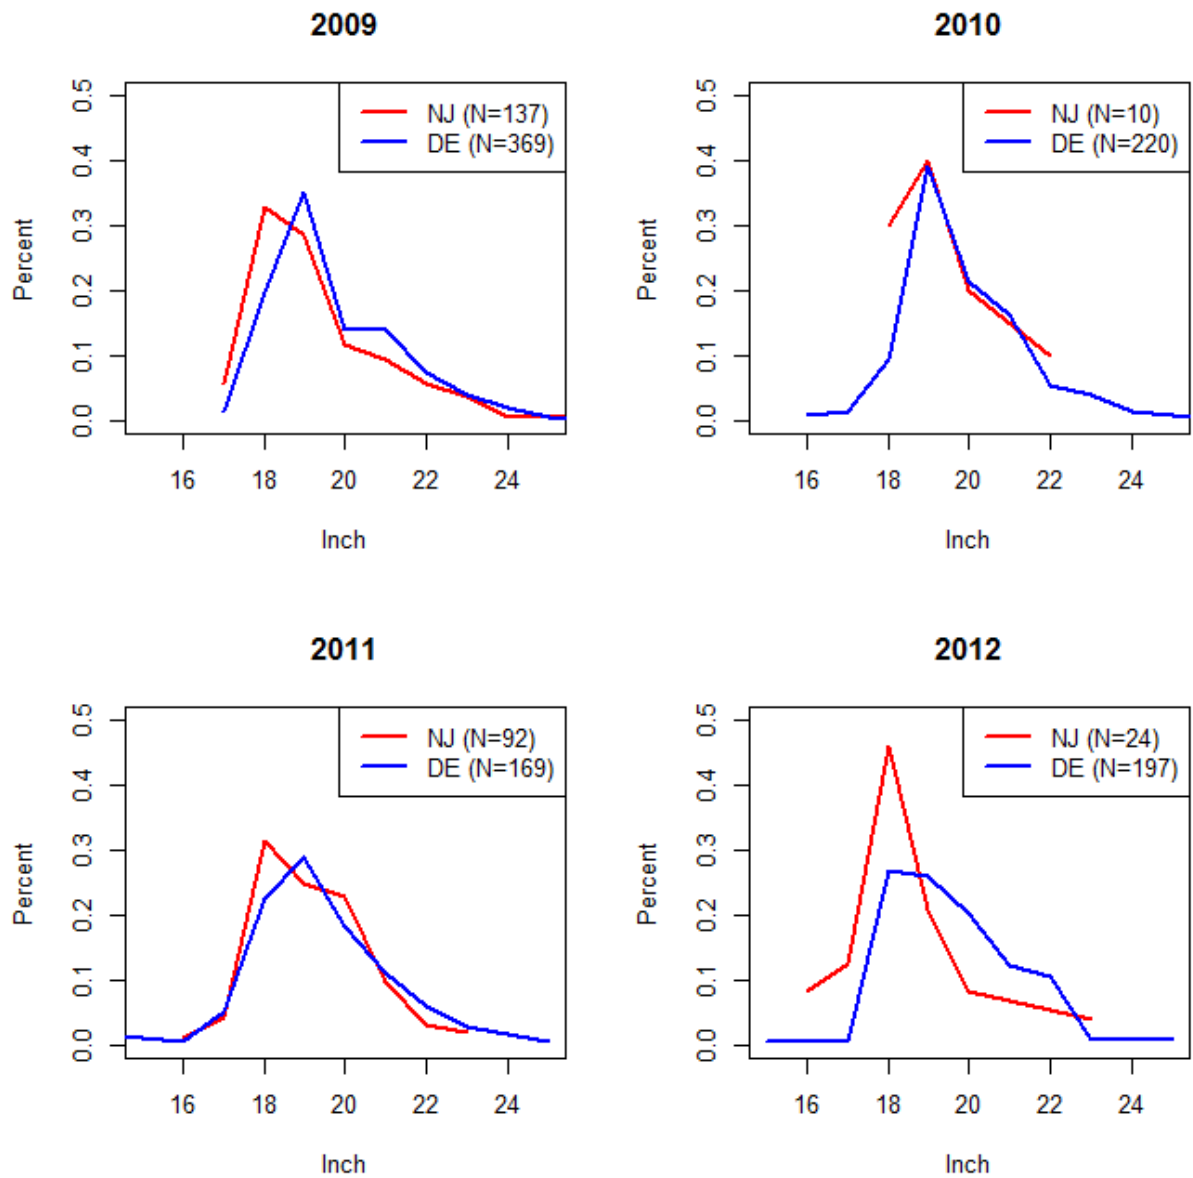 2009
0.5
0.4
0.3
0.2
0.1
0.0
Percent
NJ (N=137)
DE (N=369)
16 18 20 22 24
Inch
2010
0.5
0.4
0.3
0.2
0.1
0.0
Percent
NJ (N=10)
DE (N=220)
16 18 20 22 24
Inch
2011
0.5
0.4
0.3
0.2
0.1
0.0
Percent
NJ (N=92)
DE (N=169)
16 18 20 22 24
Inch
2012
0.5
0.4
0.3
0.2
0.1
0.0
Percent
NJ (N=24)
DE (N=197)
16 18 20 22 24
Inch